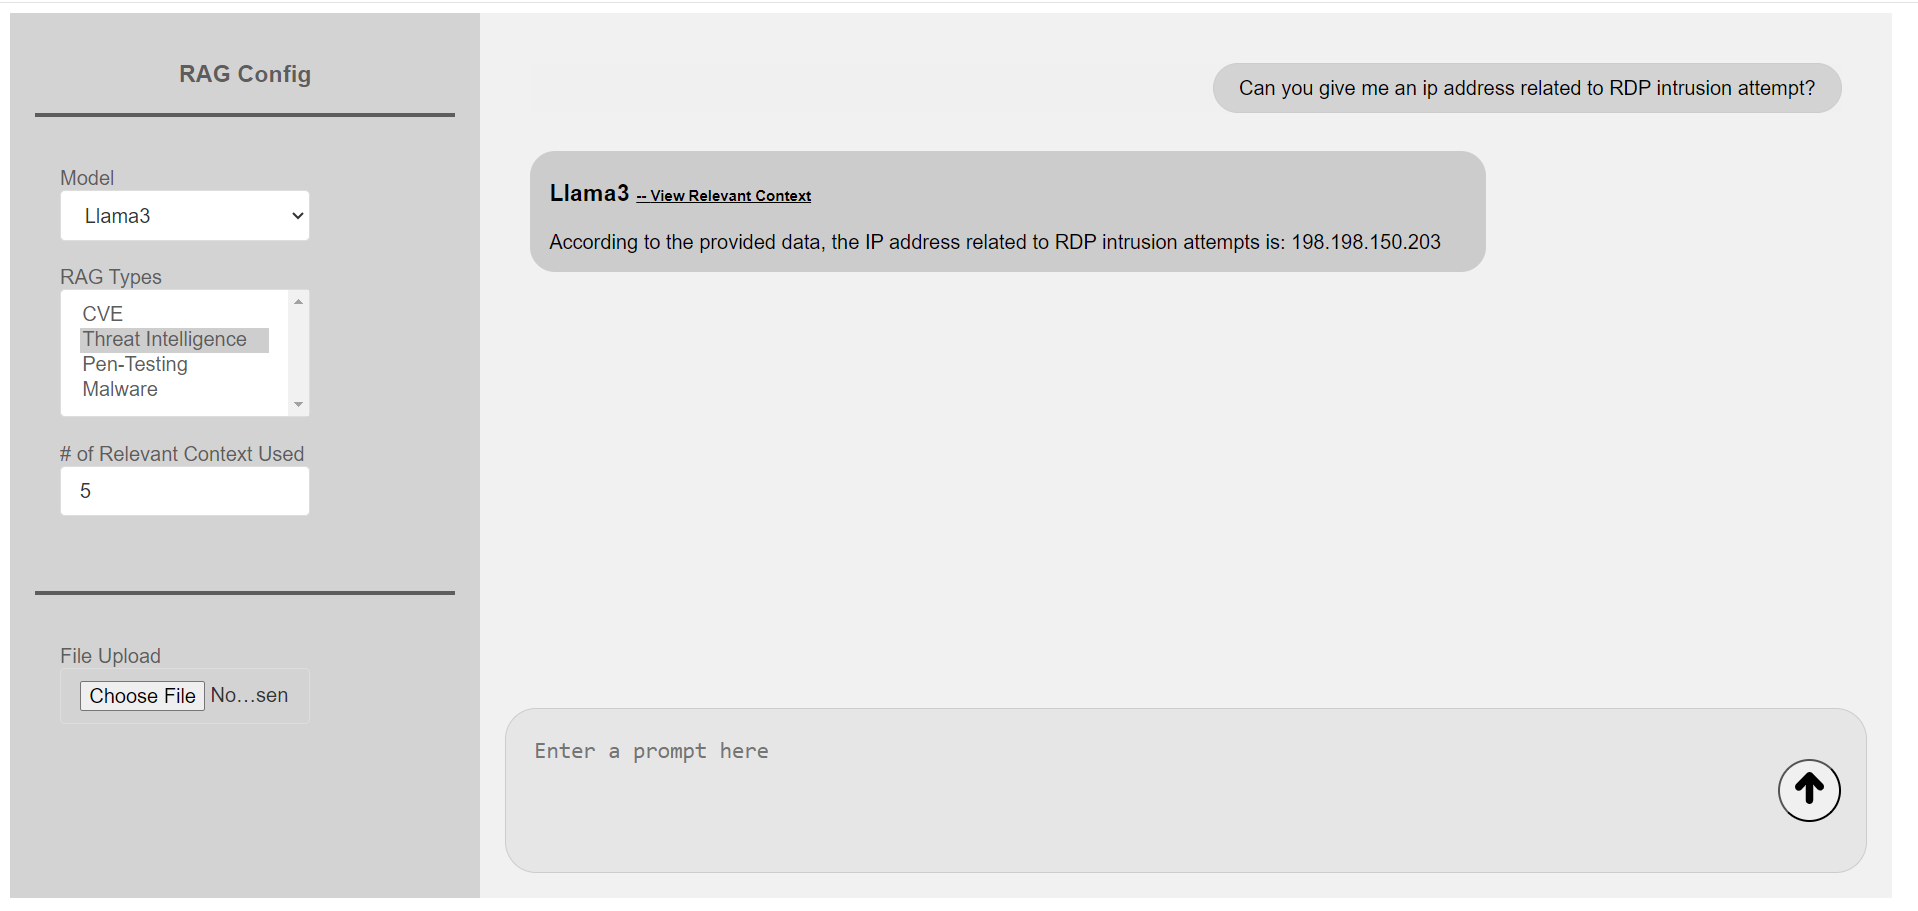 RAG Config
Model
Llama3
RAG Types
CVE
Threat Intelligence
Pen-Testing
Malware
# of Relevant Context Used
5
File Upload
Choose File No...sen
Can you give me an ip address related to RDP intrusion attempt?
Llama3 -- View Relevant Context
According to the provided data, the IP address related to RDP intrusion attempts is: 198.198.150.203
Enter a prompt here